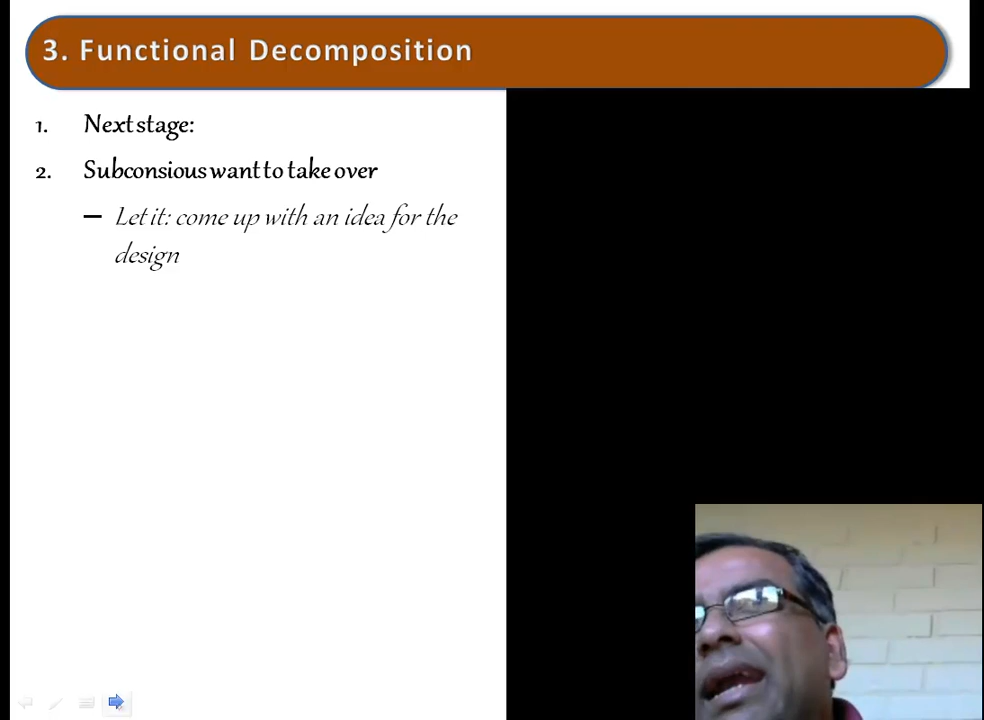 3. Functional Decomposition
1. Next stage:
2. Subconsious want to take over
– Let it: come up with an idea for the
design